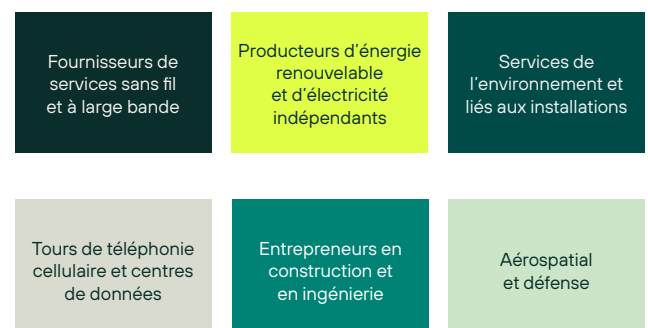 Fournisseurs de
services sans fil
et à large bande
Producteurs d’énergie
renouvelable
et d’électricité
indépendants
Services de
l’environnement et
liés aux installations
Tours de téléphonie
cellulaire et centres
de données
Entrepreneurs en
construction et
en ingénierie
Aérospatial
et défense